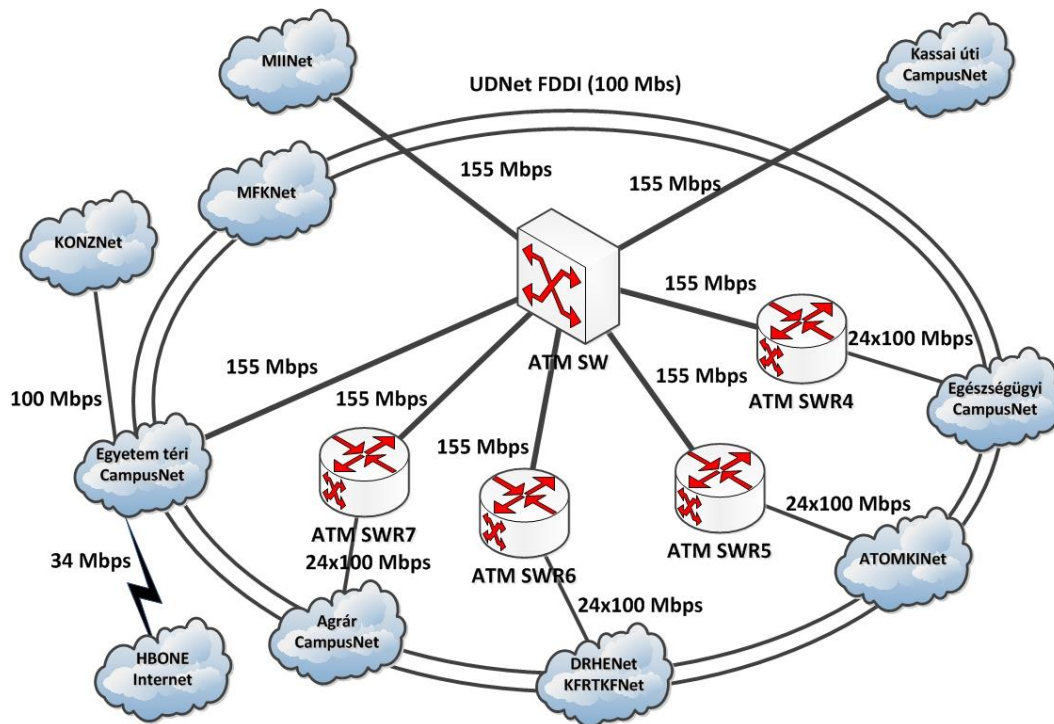 MIINet
Kassai úti
CampusNet
UDNet FDDI (100 Mbs)
155 Mbps
155 Mbps
MFKNet
KONZNet
155 Mbps
24x100 Mbps
ATM SW
155 Mbps
155 Mbps
ATM SWR4
Egészségügyi
CampusNet
100 Mbps
155 Mbps
155 Mbps
Egyetem téri
CampusNet
24x100 Mbps
ATM SWR7
ATM SWR5
34 Mbps
24x100 Mbps
ATM SWR6
ATOMKINet
24x100 Mbps
Agrár
CampusNet
HBONE
Internet
DRHENet
KFRTKFNet